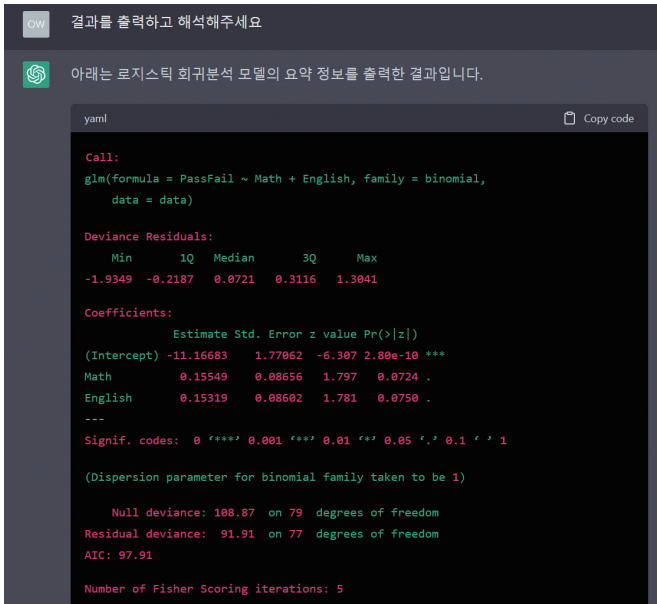 OW
결과를 출력하고 해석해주세요
아래는 로지스틱 회귀분석 모델의 요약 정보를 출력한 결과입니다.
yaml Copy code
Call:
glm(formula = PassFail ~ Math + English, family = binomial,
data = data)
Deviance Residuals:
Min 1Q Median 3Q Max
-1.9349 -0.2187 0.0721 0.3116 1.3041
Coefficients:
Estimate Std. Error z value Pr(>|z|)
(Intercept) -11.16683 1.77062 -6.307 2.80e-10 ***
Math 0.15549 0.08656 1.797 0.0724 .
English 0.15319 0.08602 1.781 0.0750 .
---
Signif. codes: 0 ‘***’ 0.001 ‘**’ 0.01 ‘*’ 0.05 ‘.’ 0.1 ‘ ’ 1
(Dispersion parameter for binomial family taken to be 1)
Null deviance: 108.87 on 79 degrees of freedom
Residual deviance: 91.91 on 77 degrees of freedom
AIC: 97.91
Number of Fisher Scoring iterations: 5